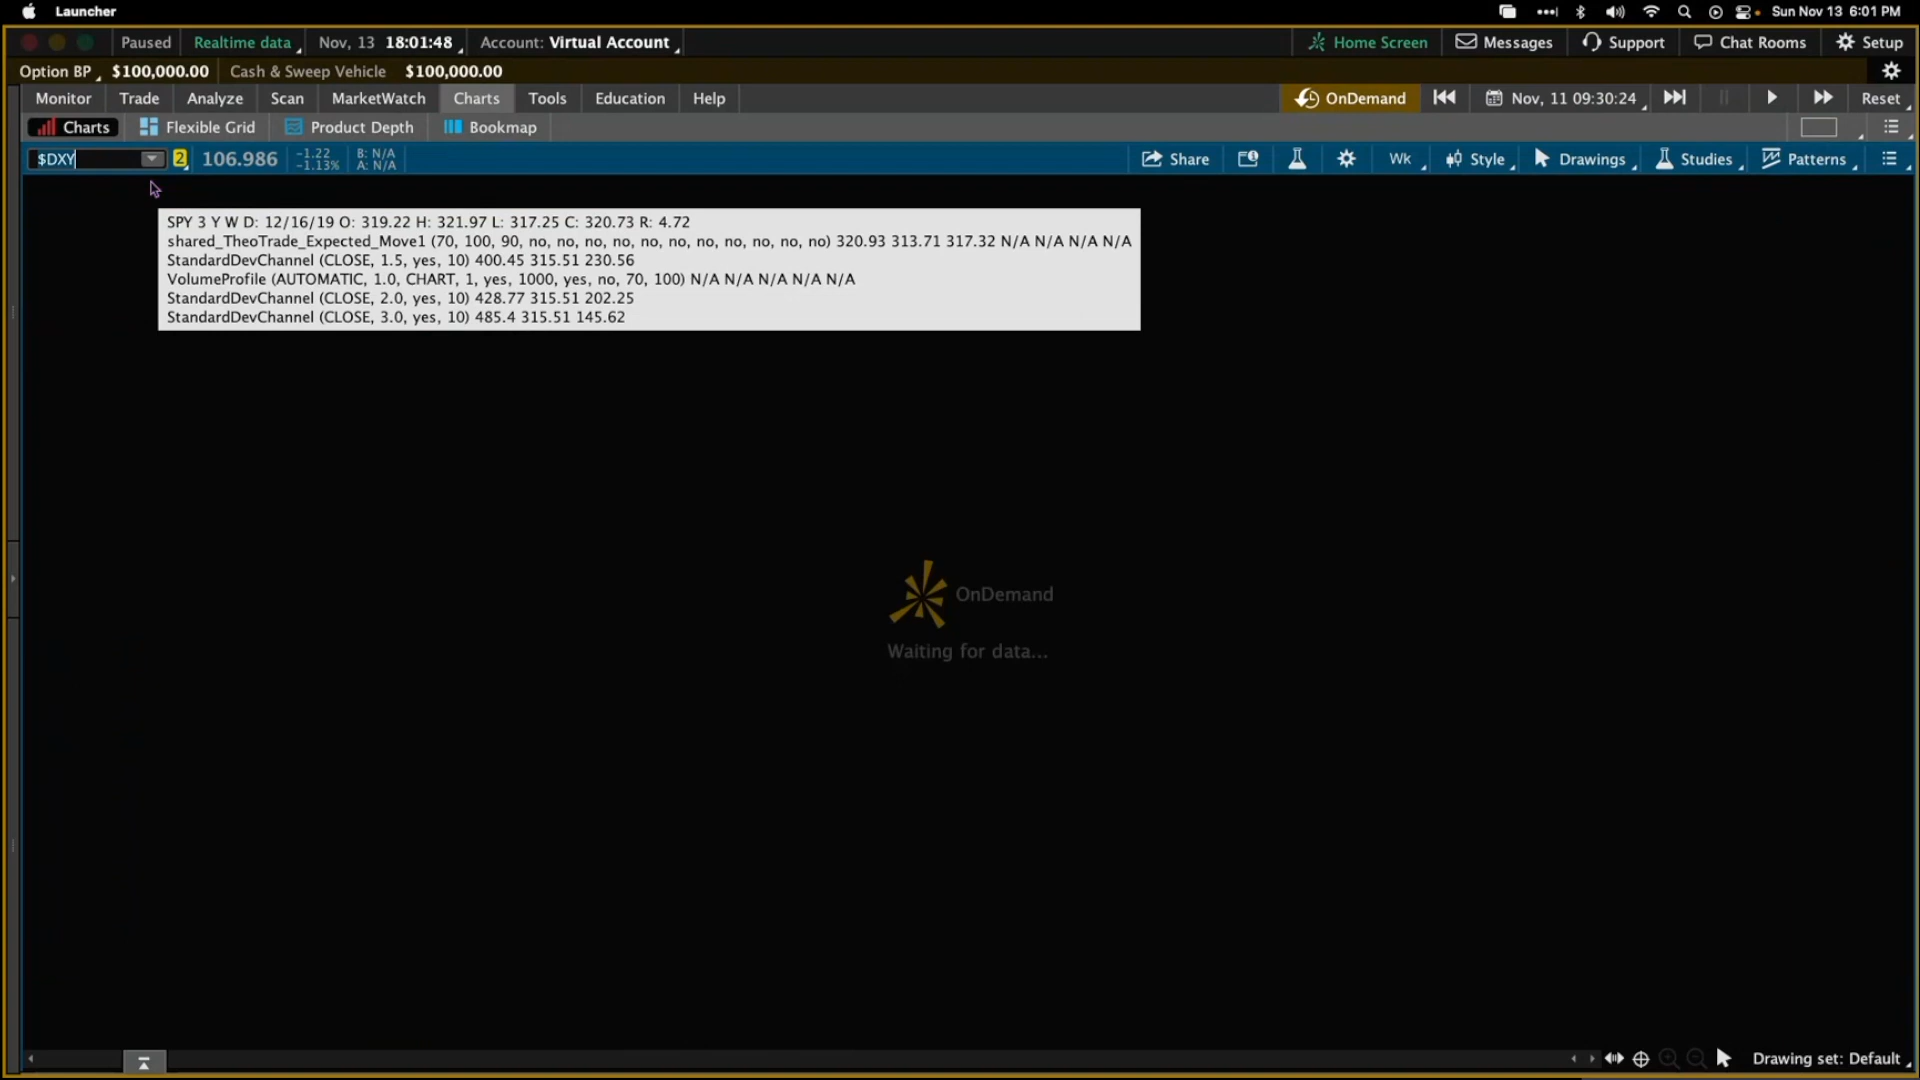 Launcher
Sun Nov 13 6:01 PM
Paused
Realtime data
Nov, 13 18:01:48
Account: Virtual Account
Home Screen
Messages
Support
Chat Rooms
Setup
Option BP $100,000.00
Cash & Sweep Vehicle $100,000.00
Monitor
Trade
Analyze
Scan
MarketWatch
Charts
Tools
Education
Help
OnDemand
Nov, 11 09:30:24
Reset
Charts
Flexible Grid
Product Depth
Bookmap
$DXY
2
106.986
-1.22
-1.13%
B: N/A
A: N/A
Share
Wk
Style
Drawings
Studies
Patterns
SPY 3 Y W D: 12/16/19 O: 319.22 H: 321.97 L: 317.25 C: 320.73 R: 4.72
shared_TheoTrade_Expected_Move1 (70, 100, 90, no, no, no, no, no, no, no, no, no, no, no) 320.93 313.71 317.32 N/A N/A N/A N/A
StandardDevChannel (CLOSE, 1.5, yes, 10) 400.45 315.51 230.56
VolumeProfile (AUTOMATIC, 1.0, CHART, 1, yes, 1000, yes, no, 70, 100) N/A N/A N/A N/A N/A
StandardDevChannel (CLOSE, 2.0, yes, 10) 428.77 315.51 202.25
StandardDevChannel (CLOSE, 3.0, yes, 10) 485.4 315.51 145.62
OnDemand
Waiting for data...
Drawing set: Default